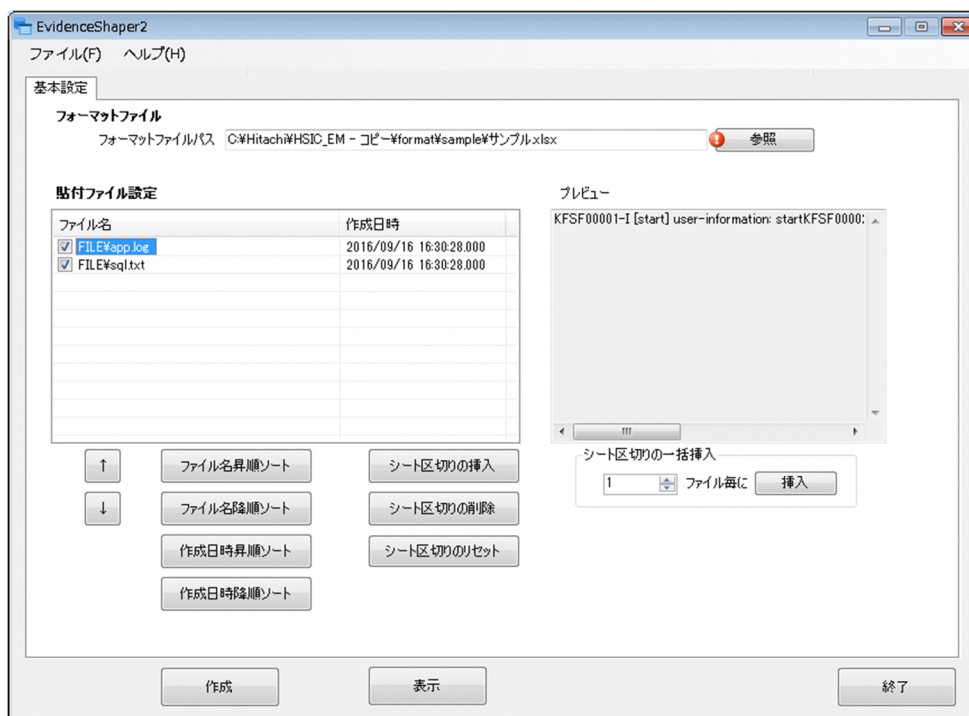 EvidenceShaper2
ファイル(F) ヘルプ(H)
基本設定
フォーマットファイル
フォーマットファイルパス C:¥Hitachi¥HSIC_EM - コピー¥format¥sample¥サンプル.xlsx 参照
貼付ファイル設定
ファイル名 作成日時
FILE¥app.log 2016/09/16 16:30:28.000
FILE¥sql.txt 2016/09/16 16:30:28.000
↑ ファイル名昇順ソート シート区切りの挿入
↓ ファイル名降順ソート シート区切りの削除
作成日時昇順ソート シート区切りのリセット
作成日時降順ソート
プレビュー
KFSF00001-I [start] user-information: startKFSF0000
シート区切りの一括挿入
1 ファイル毎に 挿入
作成 表示 終了